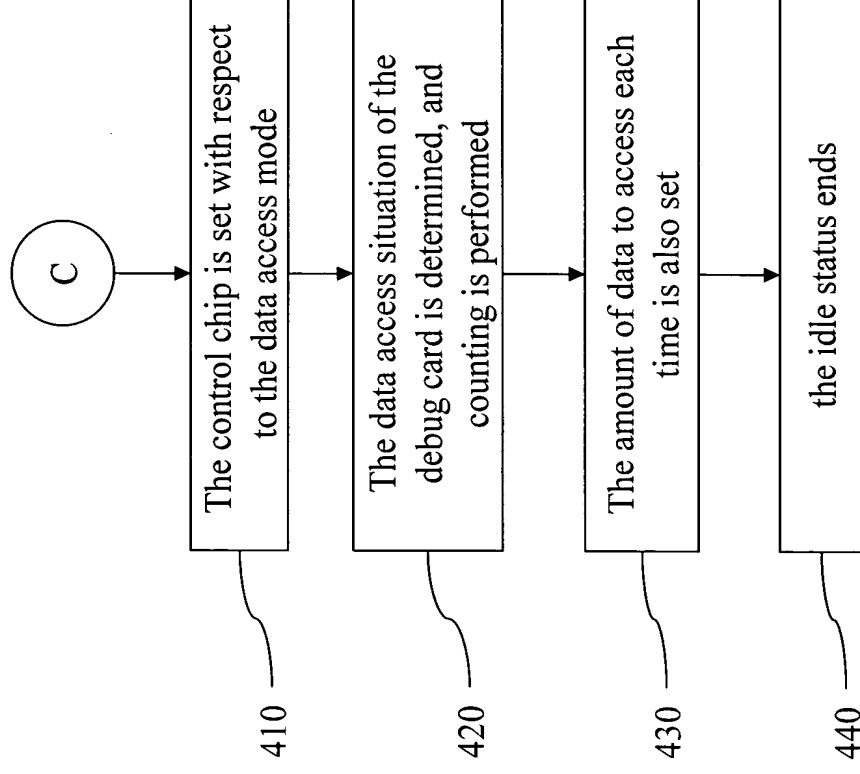 C
The control chip is set with respect
to the data access mode
410
The data access situation of the
debug card is determined, and
counting is performed
420
The amount of data to access each
time is also set
430
the idle status ends
440